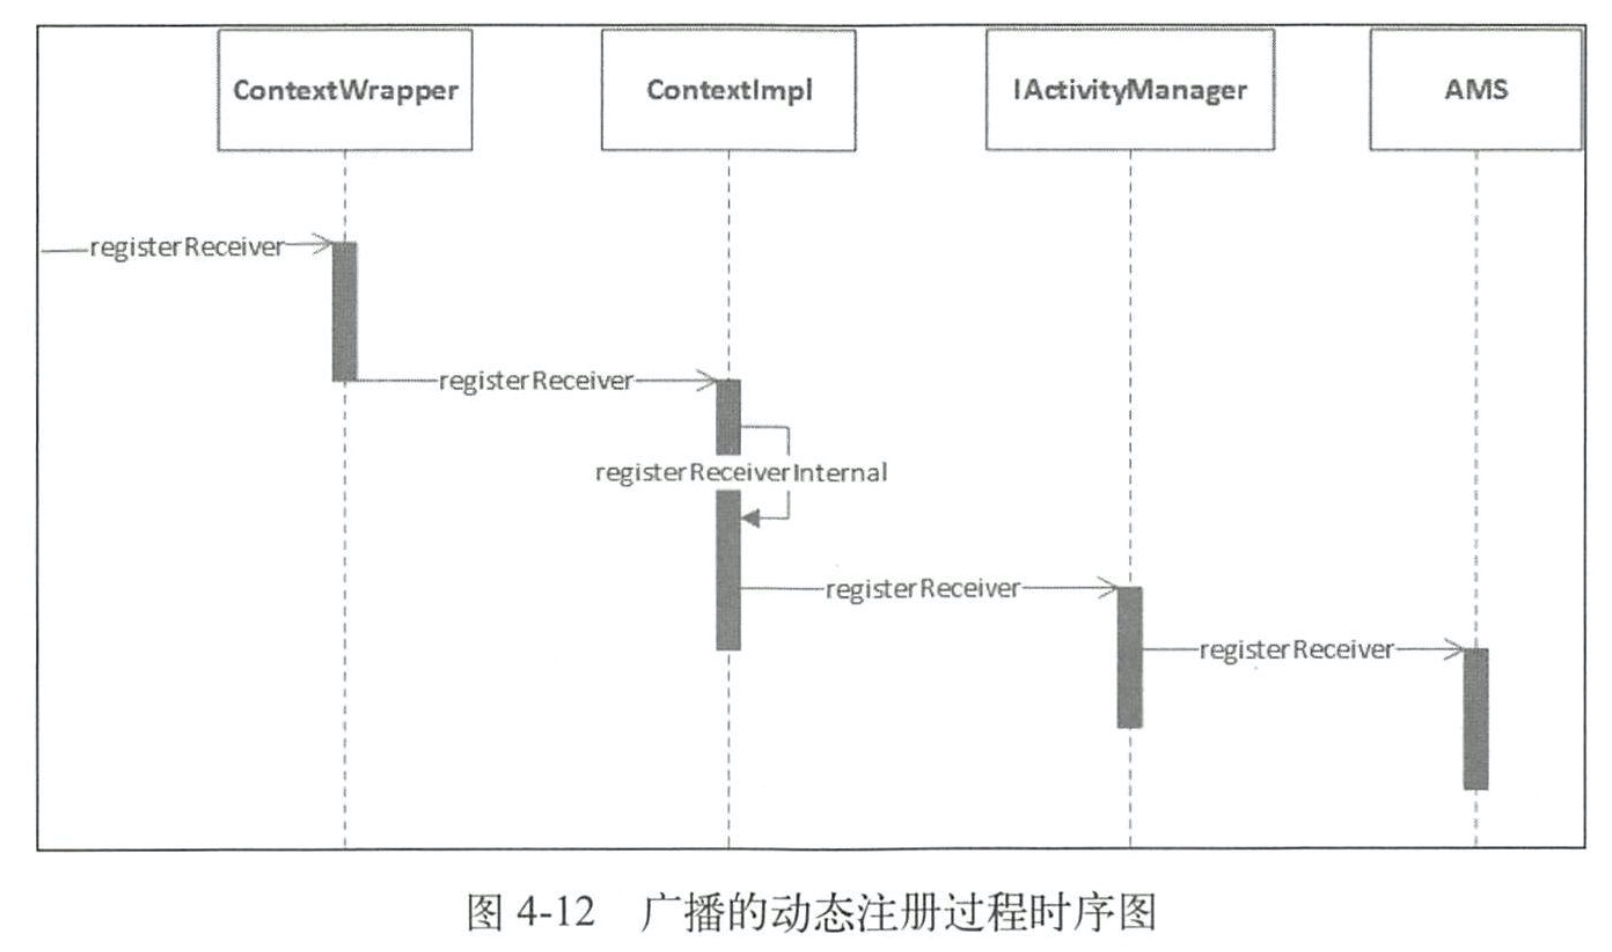 ContextWrapper
ContextImpl
IActivityManager
AMS
registerReceiver
registerReceiver
registerReceiverInternal
registerReceiver
registerReceiver
图 4-12 广播的动态注册过程时序图